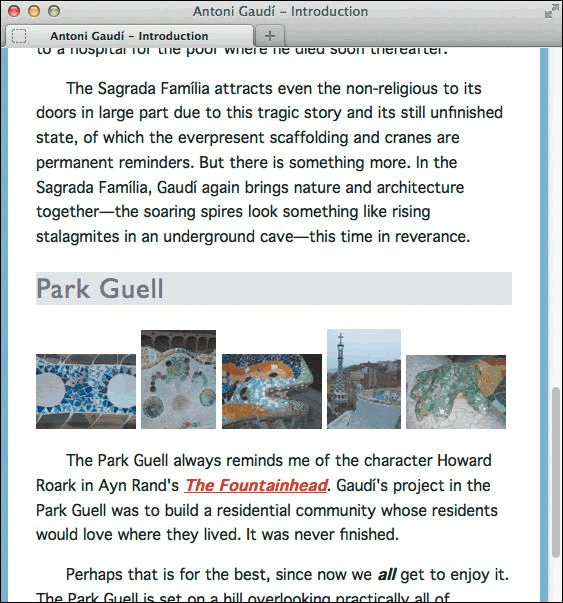 Antoni Gaudí – Introduction
Antoni Gaudí – Introduction
to a hospital for the poor where he died soon thereafter.
The Sagrada Família attracts even the non-religious to its
doors in large part due to this tragic story and its still unfinished
state, of which the everpresent scaffolding and cranes are
permanent reminders. But there is something more. In the
Sagrada Família, Gaudí again brings nature and architecture
together—the soaring spires look something like rising
stalagmites in an underground cave—this time in reverance.
Park Guell
The Park Guell always reminds me of the character Howard
Roark in Ayn Rand's The Fountainhead. Gaudí's project in the
Park Guell was to build a residential community whose residents
would love where they lived. It was never finished.
Perhaps that is for the best, since now we all get to enjoy it.
The Park Guell is set on a hill overlooking practically all of